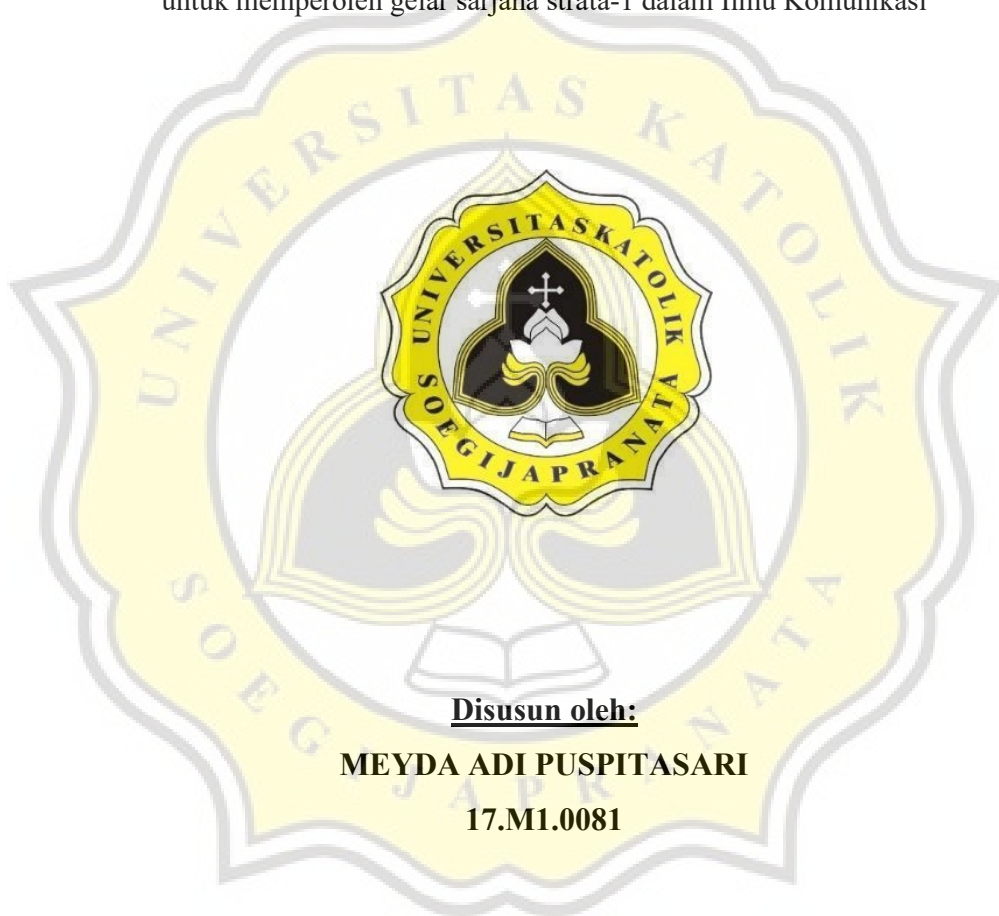 untuk memperoleh gelar sarjana strata-1 dalam Ilmu Komunikasi
UNIVERSITAS KATOLIK
SOEGIJAPRANATA
UNIVERSITAS KATOLIK
SOEGIJAPRANATA
Disusun oleh:
MEYDA ADI PUSPITASARI
17.M1.0081